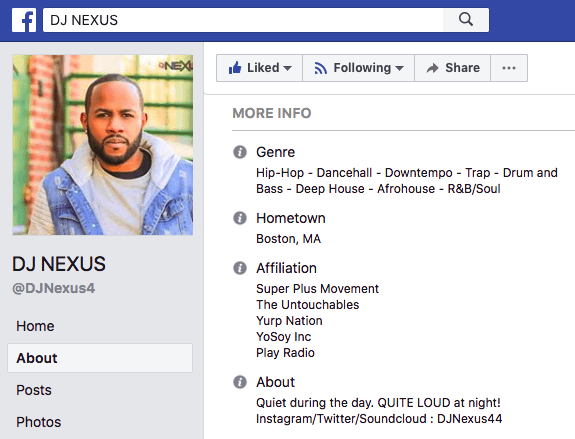 DJ NEXUS
Liked
Following
Share
NEXU
MORE INFO
Genre
Hip-Hop - Dancehall - Downtempo - Trap - Drum and
Bass - Deep House - Afrohouse - R&B/Soul
Hometown
Boston, MA
DJ NEXUS
@DJNexus4
Affiliation
Super Plus Movement
The Untouchables
Yurp Nation
YoSoy Inc
Play Radio
Home
About
Posts
Photos
About
Quiet during the day. QUITE LOUD at night!
Instagram/Twitter/Soundcloud : DJNexus44